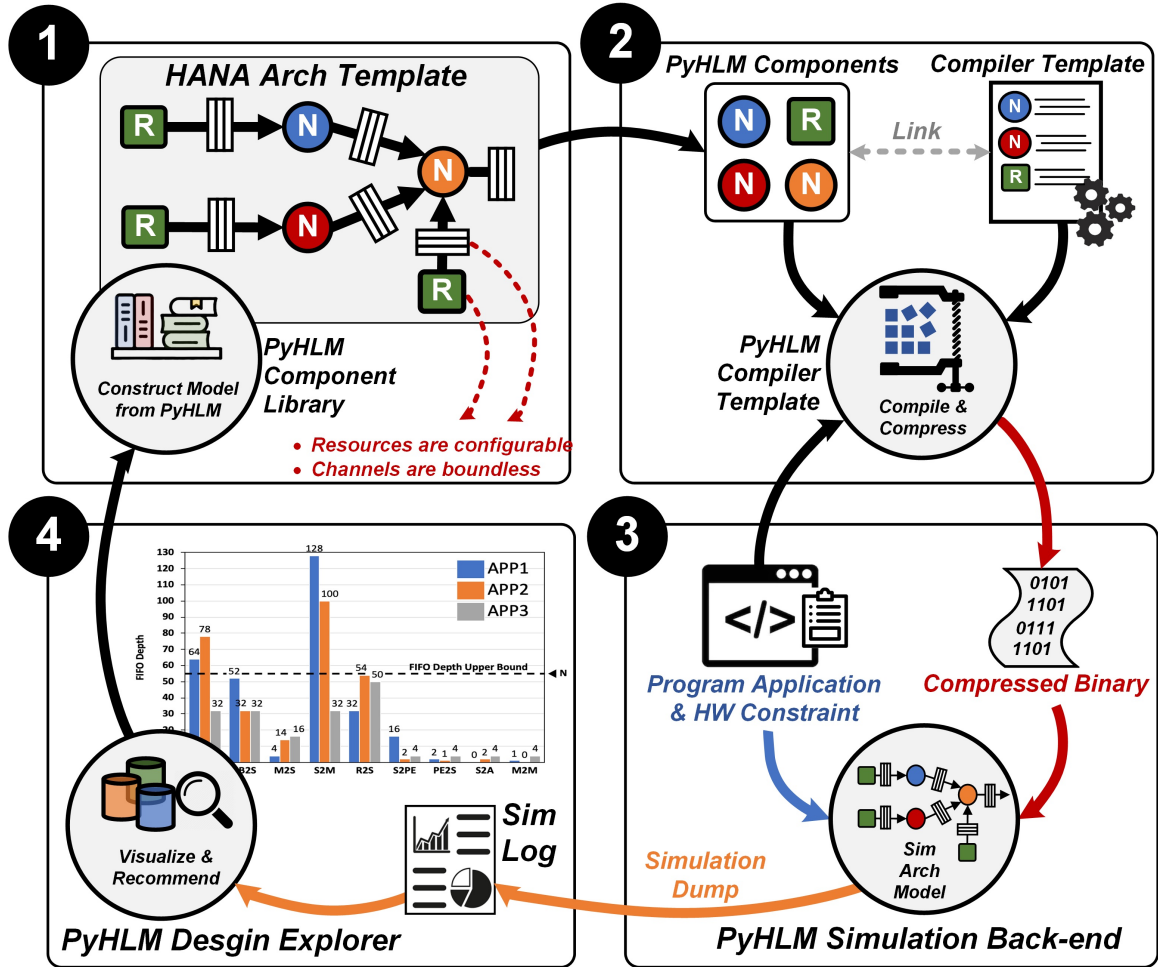 1
HANA Arch Template
R
N
N
R
N
R
Construct Model
from PyHLM
PyHLM
Component
Library
• Resources are configurable
• Channels are boundless
2
PyHLM Components
Compiler Template
N
R
N
N
Link
N
N
R
PyHLM
Compiler
Template
Compile &
Compress
3
</>
0101
1101
0111
1101
Program Application
& HW Constraint
Compressed Binary
Sim
Arch
Model
Simulation
Dump
PyHLM Simulation Back-end
4
130
120
110
100
90
80
70
60
50
40
30
20
FIFO Depth
APP1
APP2
APP3
FIFO Depth Upper Bound
N
64
78
32
52
32
32
4
14
16
128
100
32
32
54
50
16
2
4
2
1
4
0
2
4
1
0
4
B2S
M2S
S2M
R2S
S2PE
PE2S
S2A
M2M
Visualize &
Recommend
Sim
Log
PyHLM Desgin Explorer